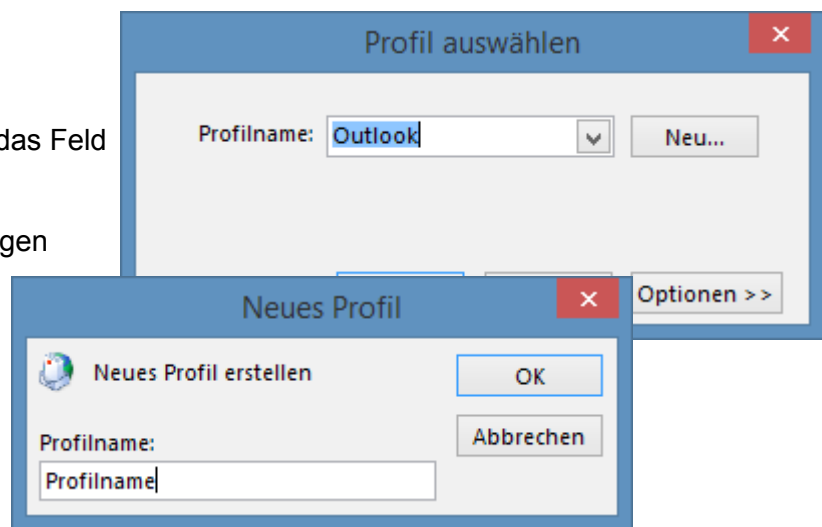 Profil auswählen
das Feld
Profilname: Outlook Neu...
gen
Optionen >>
Neues Profil
Neues Profil erstellen OK
Profilname: Abbrechen
Profilname